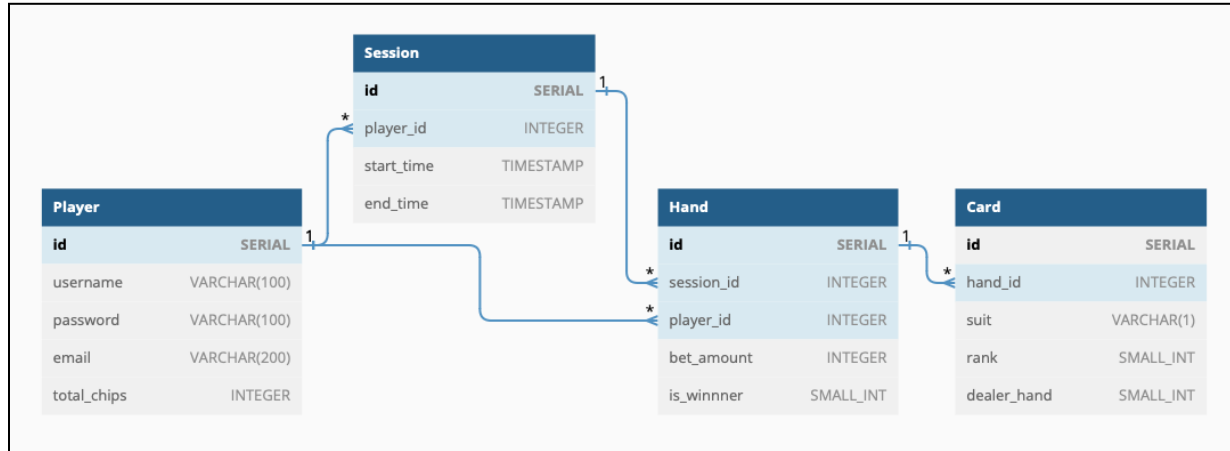 Session
id SERIAL
player_id INTEGER
start_time TIMESTAMP
end_time TIMESTAMP
1
*
Player
id SERIAL
username VARCHAR(100)
password VARCHAR(100)
email VARCHAR(200)
total_chips INTEGER
1
*
*
Hand
id SERIAL
session_id INTEGER
player_id INTEGER
bet_amount INTEGER
is_winnner SMALL_INT
1
*
Card
id SERIAL
hand_id INTEGER
suit VARCHAR(1)
rank SMALL_INT
dealer_hand SMALL_INT